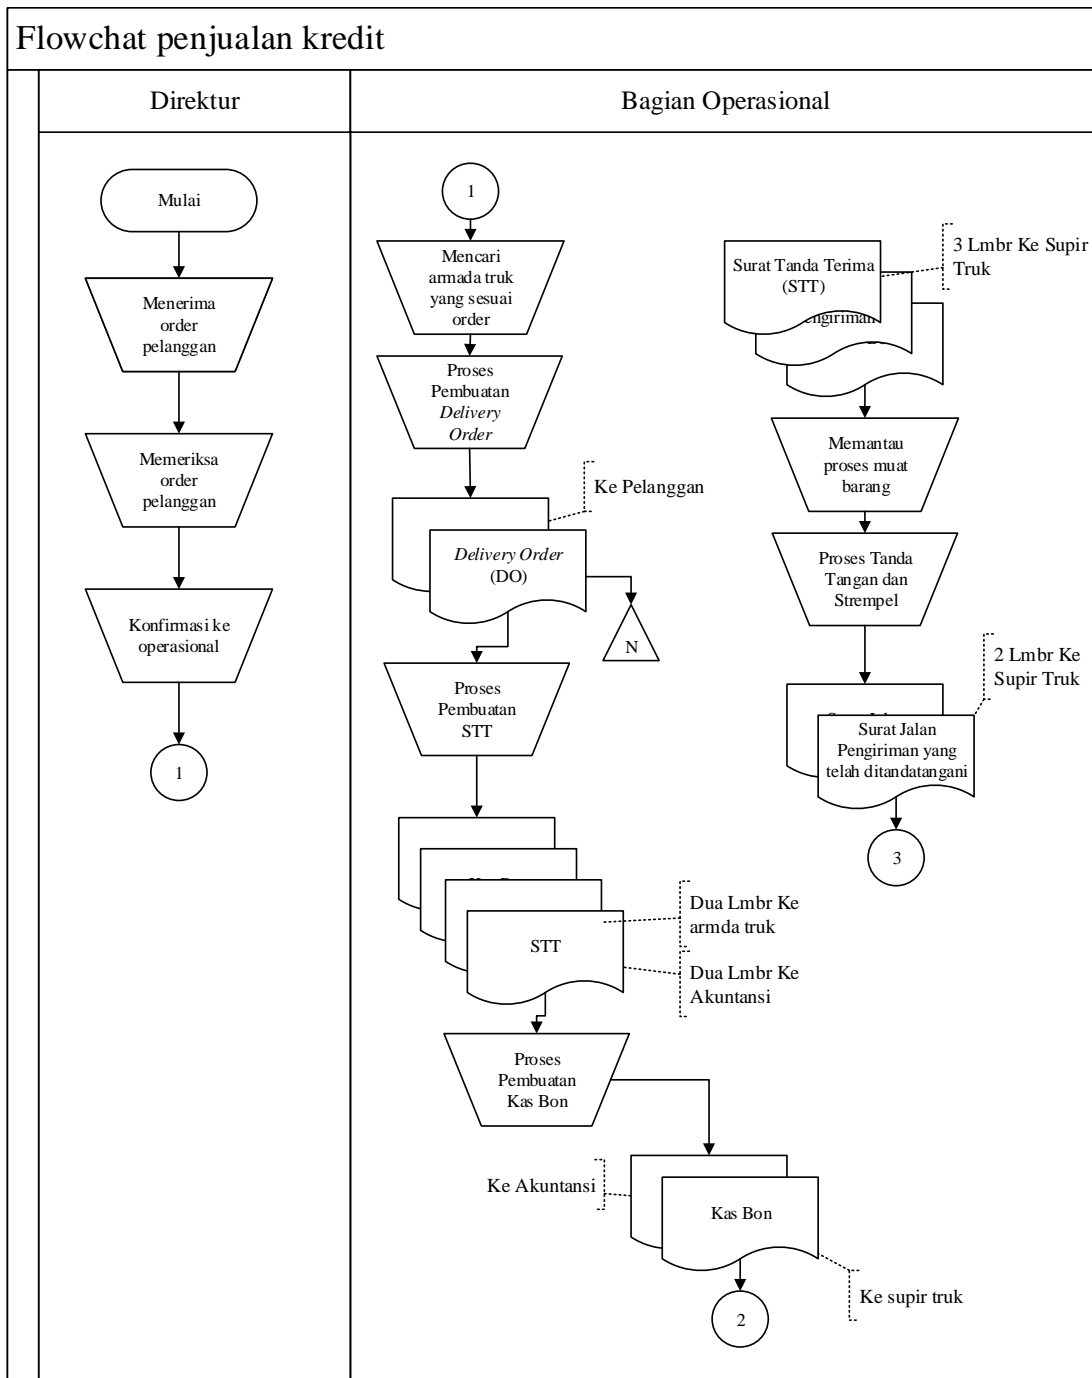 Flowchat penjualan kredit
Direktur
Bagian Operasional
Mulai
Menerima
order
pelanggan
Memeriksa
order
pelanggan
Konfirmasi ke
operasional
1
1
Mencari
armada truk
yang sesuai
order
Proses
Pembuatan
Delivery
Order
Ke Pelanggan
Delivery Order
(DO)
N
Proses
Pembuatan
STT
STT
Dua Lmbr Ke
armda truk
Dua Lmbr Ke
Akuntansi
Proses
Pembuatan
Kas Bon
Ke Akuntansi
Kas Bon
Ke supir truk
2
Surat Tanda Terima
(STT)
3 Lmbr Ke Supir
Truk
engiriman
Memantau
proses muat
barang
Proses Tanda
Tangan dan
Strempel
2 Lmbr Ke
Supir Truk
Surat Jalan
Pengiriman yang
telah ditandatangani
3